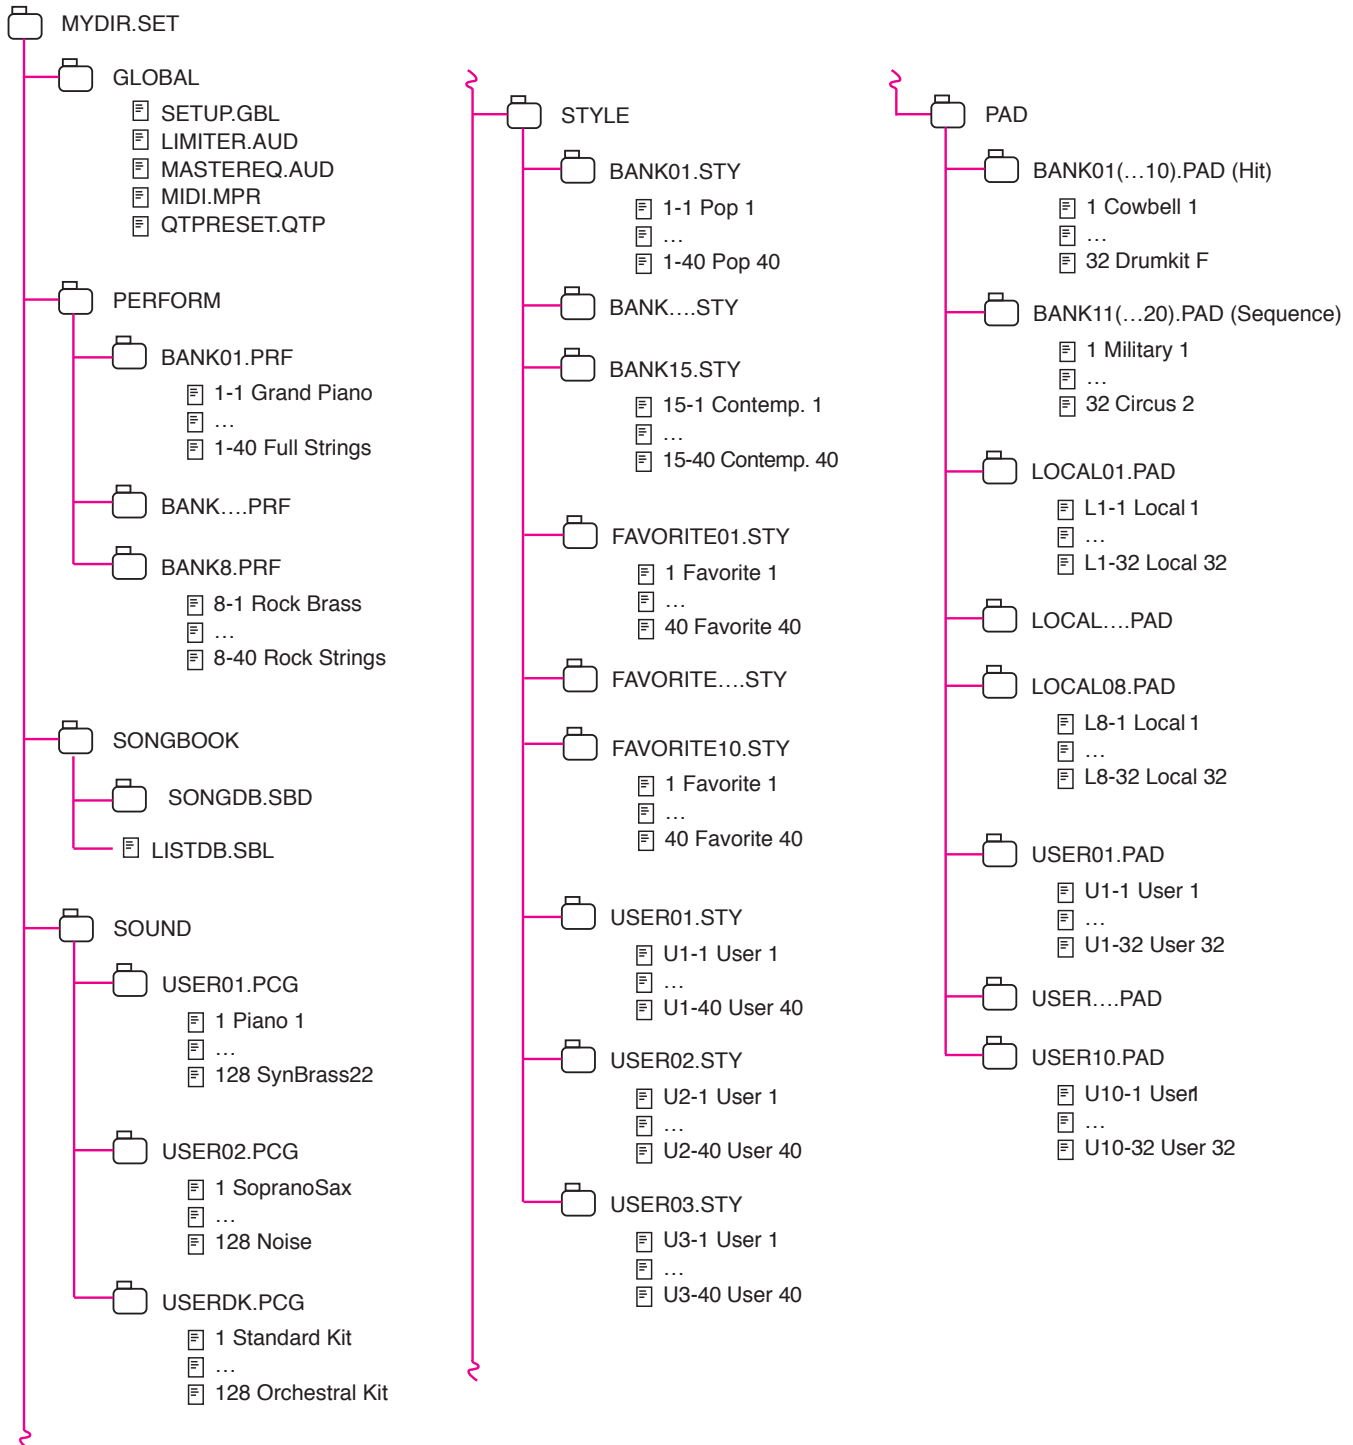 MYDIR.SET
GLOBAL
SETUP.GBL
LIMITER.AUD
MASTEREQ.AUD
MIDI.MPR
QTPRESET.QTP
PERFORM
BANK01.PRF
1-1 Grand Piano
…
1-40 Full Strings
BANK….PRF
BANK8.PRF
8-1 Rock Brass
…
8-40 Rock Strings
SONGBOOK
SONGDB.SBD
LISTDB.SBL
SOUND
USER01.PCG
1 Piano 1
…
128 SynBrass22
USER02.PCG
1 SopranoSax
…
128 Noise
USERDK.PCG
1 Standard Kit
…
128 Orchestral Kit
STYLE
BANK01.STY
1-1 Pop 1
…
1-40 Pop 40
BANK….STY
BANK15.STY
15-1 Contemp. 1
…
15-40 Contemp. 40
FAVORITE01.STY
1 Favorite 1
…
40 Favorite 40
FAVORITE….STY
FAVORITE10.STY
1 Favorite 1
…
40 Favorite 40
USER01.STY
U1-1 User 1
…
U1-40 User 40
USER02.STY
U2-1 User 1
…
U2-40 User 40
USER03.STY
U3-1 User 1
…
U3-40 User 40
PAD
BANK01(…10).PAD (Hit)
1 Cowbell 1
…
32 Drumkit F
BANK11(…20).PAD (Sequence)
1 Military 1
…
32 Circus 2
LOCAL01.PAD
L1-1 Local 1
…
L1-32 Local 32
LOCAL….PAD
LOCAL08.PAD
L8-1 Local 1
…
L8-32 Local 32
USER01.PAD
U1-1 User 1
…
U1-32 User 32
USER….PAD
USER10.PAD
U10-1 User1
…
U10-32 User 32